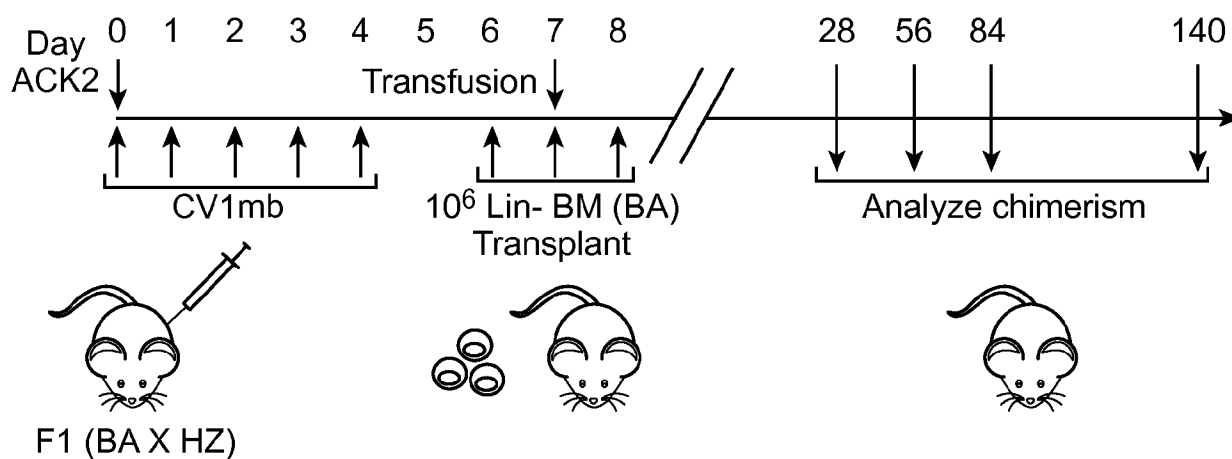 Day 0 1 2 3 4 5 6 7 8 28 56 84 140
ACK2 Transfusion
CV1mb 10⁶ Lin- BM (BA) Analyze chimerism
Transplant
F1 (BA X HZ)